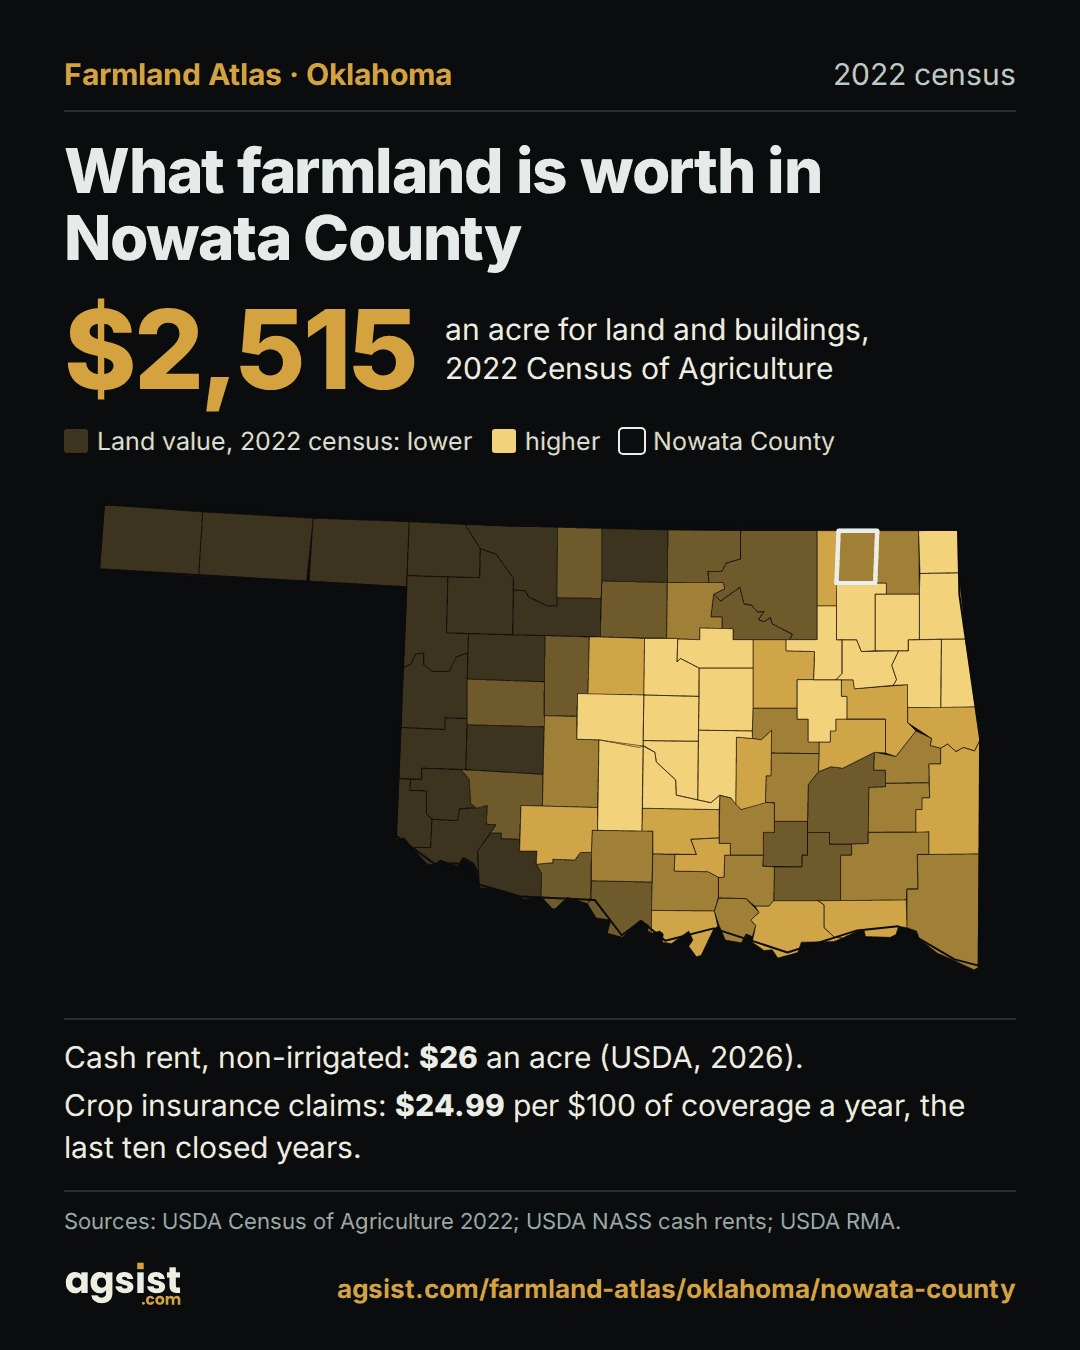 Farmland Atlas · Oklahoma
2022 census
What farmland is worth in
Nowata County
$2,515
an acre for land and buildings,
2022 Census of Agriculture
Land value, 2022 census: lower
higher
Nowata County
Cash rent, non-irrigated: $26 an acre (USDA, 2026).
Crop insurance claims: $24.99 per $100 of coverage a year, the
last ten closed years.
Sources: USDA Census of Agriculture 2022; USDA NASS cash rents; USDA RMA.
agsist
.com
agsist.com/farmland-atlas/oklahoma/nowata-county